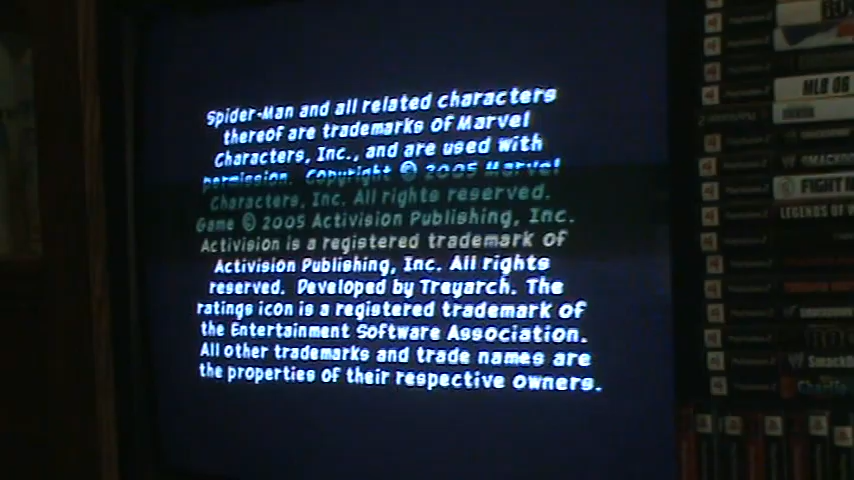 Spider-Man and all related characters
thereof are trademarks of Marvel
Characters, Inc., and are used with
permission. Copyright © 2005 Marvel
Characters, Inc. All rights reserved.
Game © 2005 Activision Publishing, Inc.
Activision is a registered trademark of
Activision Publishing, Inc. All rights
reserved. Developed by Treyarch. The
ratings icon is a registered trademark of
the Entertainment Software Association.
All other trademarks and trade names are
the properties of their respective owners.
MLB 06
SMACKDOWN
FIGHT
LEGENDS OF
SmackDo
Charlie